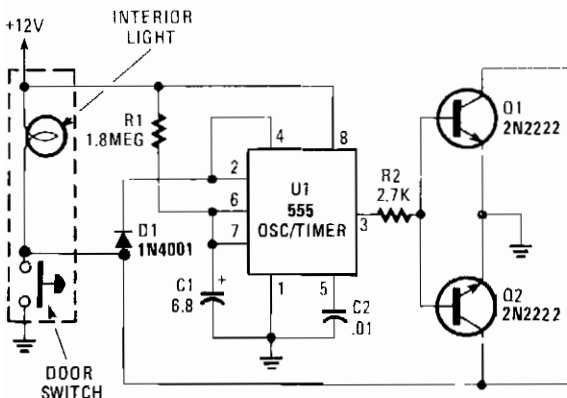 INTERIOR
LIGHT
+12V
R1
1.8MEG
4
8
2
6
7
U1
555
OSC/TIMER
3
R2
2.7K
Q1
2N2222
D1
1N4001
C1
6.8
+
1
5
C2
.01
Q2
2N2222
DOOR
SWITCH